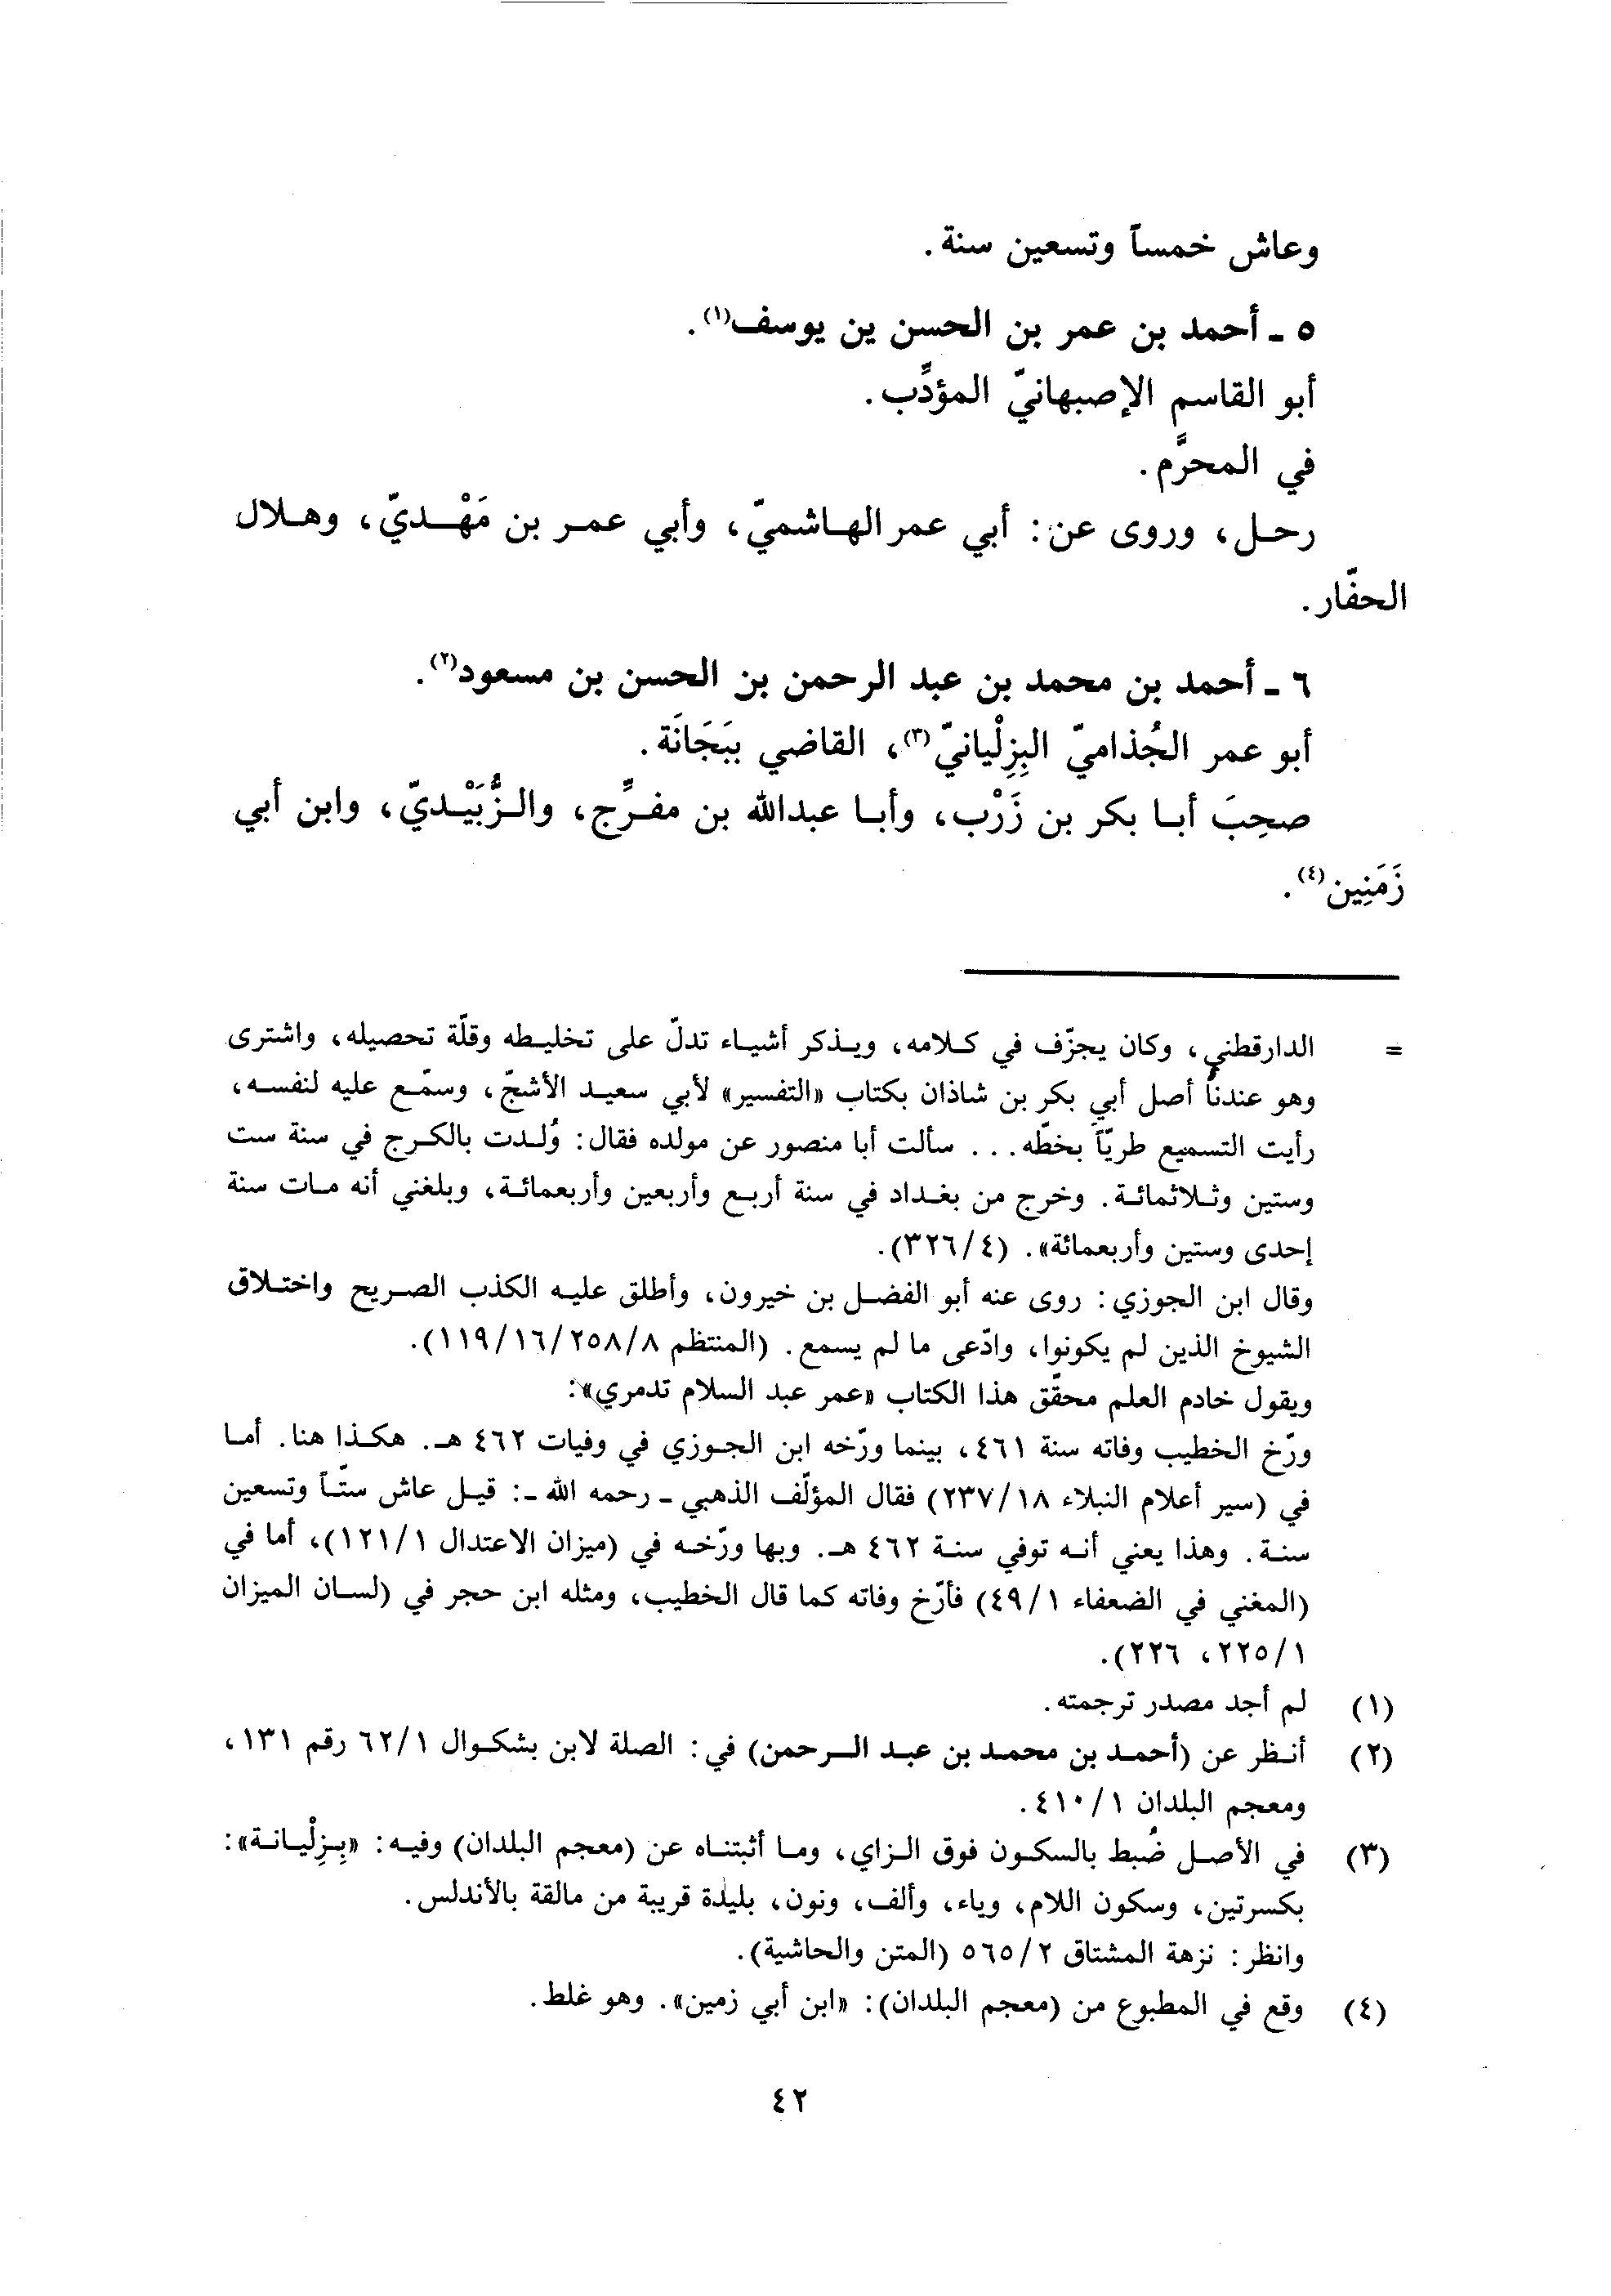 وعاش خمساً وتسعين سنة.
٥ ـ أحمد بن عمر بن الحسن ين يوسف(١).
أبو القاسم الإصبهانيّ المؤدِّب.
في المحرَّم.
رحل، وروى عن: أبي عمر الهاشميّ، وأبي عمر بن مَهْديّ، وهلال
الحفّار.
٦ ـ أحمد بن محمد بن عبد الرحمن بن الحسن بن مسعود(٢).
أبو عمر الجُذاميّ البِزِلْيانيّ(٣)، القاضي ببَجَانَة.
صحِبَ أبا بكر بن زَرْب، وأبا عبدالله بن مفرِّج، والزُّبَيْديّ، وابن أبي
زَمَنِين(٤).
= الدارقطني، وكان يجزّف في كلامه، ويذكر أشياء تدلّ على تخليطه وقلّة تحصيله، واشترى
وهو عندنا أصل أبي بكر بن شاذان بكتاب «التفسير» لأبي سعيد الأشجّ، وسمّع عليه لنفسه،
رأيت التسميع طريّاً بخطّه... سألت أبا منصور عن مولده فقال: وُلدت بالكرج في سنة ست
وستين وثلاثمائة. وخرج من بغداد في سنة أربع وأربعين وأربعمائة، وبلغني أنه مات سنة
إحدى وستين وأربعمائة». (٣٢٦/٤).
وقال ابن الجوزي: روى عنه أبو الفضل بن خيرون، وأطلق عليه الكذب الصريح واختلاق
الشيوخ الذين لم يكونوا، وادّعى ما لم يسمع. (المنتظم ٢٥٨/٨/١١٩/١٦).
ويقول خادم العلم محقّق هذا الكتاب «عمر عبد السلام تدمري»:
ورّخ الخطيب وفاته سنة ٤٦١، بينما ورّخه ابن الجوزي في وفيات ٤٦٢ هـ. هكذا هنا. أما
في (سير أعلام النبلاء ٢٣٧/١٨) فقال المؤلّف الذهبي ـ رحمه الله ـ: قيل عاش ستّاً وتسعين
سنة. وهذا يعني أنه توفي سنة ٤٦٢ هـ. وبها ورّخه في (ميزان الاعتدال ١٢١/١)، أما في
(المغني في الضعفاء ٤٩/١) فأرّخ وفاته كما قال الخطيب، ومثله ابن حجر في (لسان الميزان
٢٢٥/١، ٢٢٦).
(١) لم أجد مصدر ترجمته.
(٢) أنظر عن (أحمد بن محمد بن عبد الرحمن) في: الصلة لابن بشكوال ٦٢/١ رقم ١٣١،
ومعجم البلدان ٤١٠/١.
(٣) في الأصل ضُبط بالسكون فوق الزاي، وما أثبتناه عن (معجم البلدان) وفيه: «بِزِلْيانة»:
بكسرتين، وسكون اللام، وياء، وألف، ونون، بليدة قريبة من مالقة بالأندلس.
وانظر: نزهة المشتاق ٥٦٥/٢ (المتن والحاشية).
(٤) وقع في المطبوع من (معجم البلدان): «ابن أبي زمين». وهو غلط.
٤٢